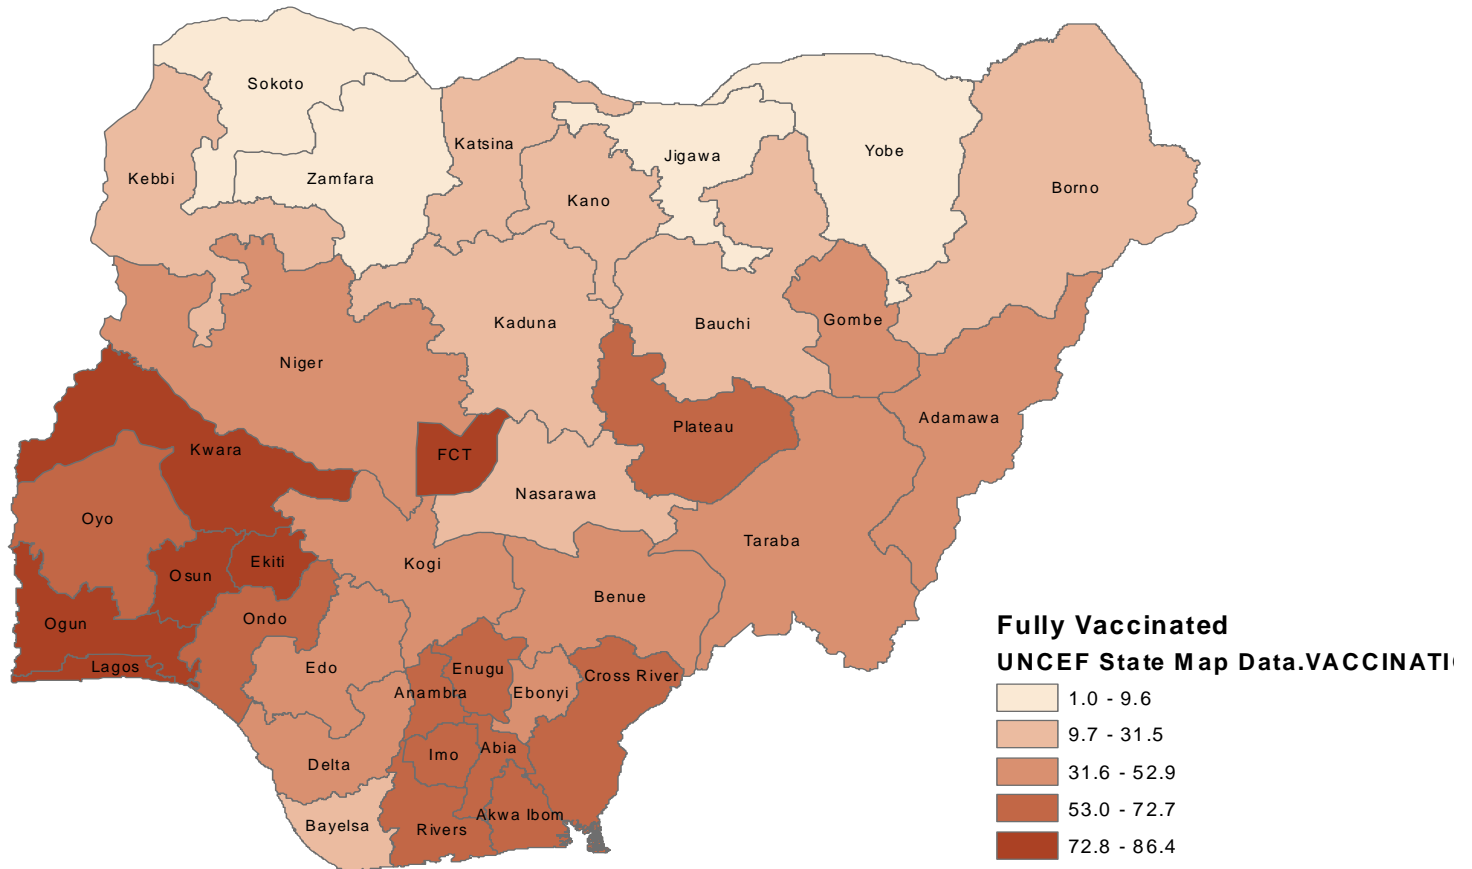 Sokoto
Katsina
Jigawa
Yobe
Kebbi
Zamfara
Kano
Borno
Kaduna
Bauchi
Gombe
Niger
Adamawa
Plateau
Kwara
FCT
Nasarawa
Oyo
Taraba
Kogi
Ekiti
Osun
Benue
Ondo
Ogun
Lagos
Edo
Enugu
Cross River
Anambra
Ebonyi
Imo
Abia
Delta
Akwa Ibom
Bayelsa
Rivers
Fully Vaccinated
UNCEF State Map Data.VACCINATI
1.0 - 9.6
9.7 - 31.5
31.6 - 52.9
53.0 - 72.7
72.8 - 86.4